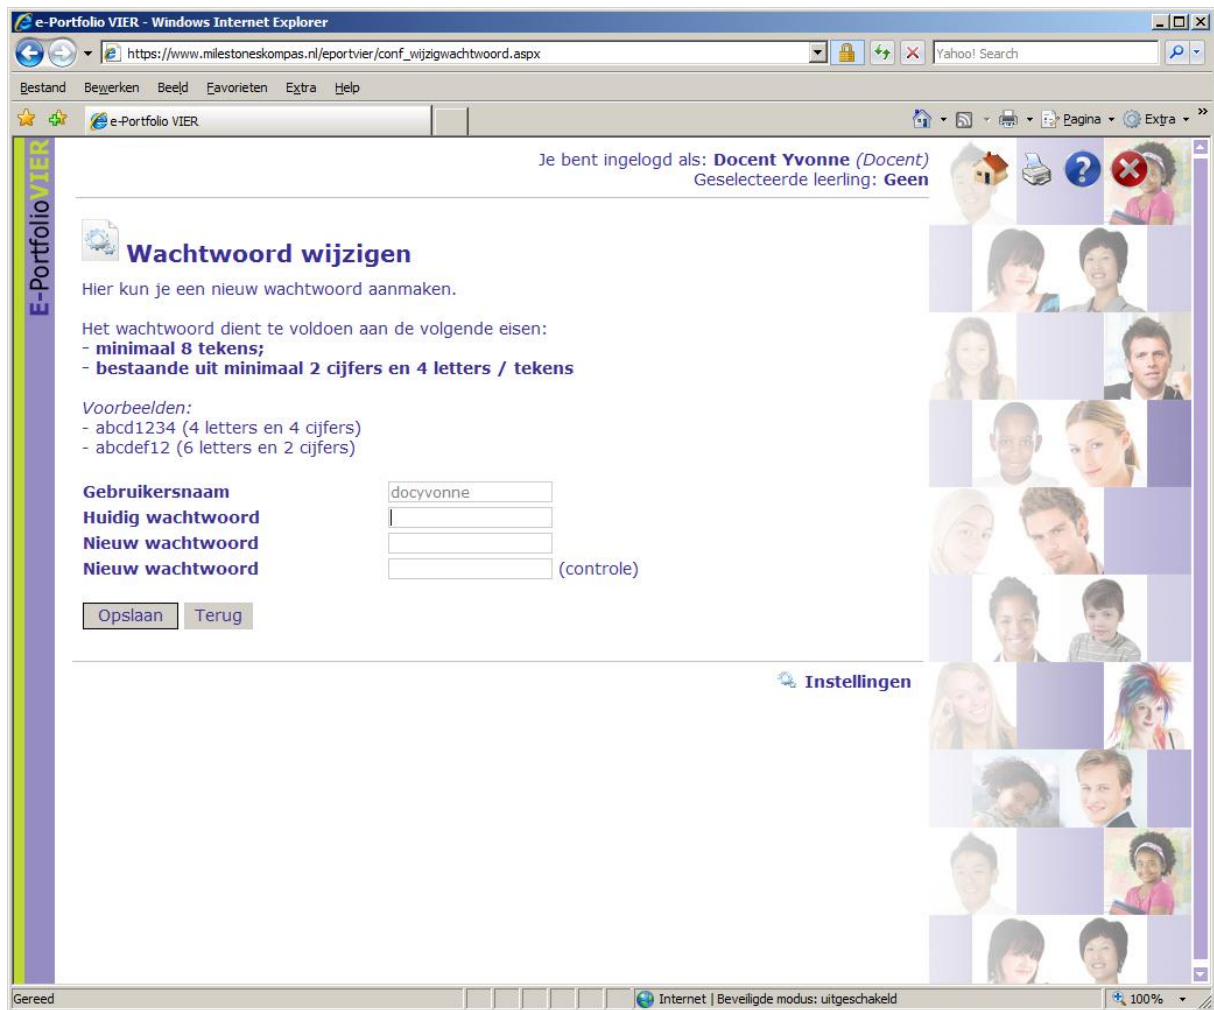 e-Portfolio VIER - Windows Internet Explorer
https://www.milestoneskompas.nl/eportvier/conf_wijzigwachtwoord.aspx
Yahoo! Search
Bestand Bewerken Beeld Favorieten Extra Help
e-Portfolio VIER
Pagina Extra »
E-PortfolioVIER
Je bent ingelogd als: Docent Yvonne (Docent)
Geselecteerde leerling: Geen
Wachtwoord wijzigen
Hier kun je een nieuw wachtwoord aanmaken.
Het wachtwoord dient te voldoen aan de volgende eisen:
- minimaal 8 tekens;
- bestaande uit minimaal 2 cijfers en 4 letters / tekens
Voorbeelden:
- abcd1234 (4 letters en 4 cijfers)
- abcdef12 (6 letters en 2 cijfers)
Gebruikersnaam docyvonne
Huidig wachtwoord
Nieuw wachtwoord
Nieuw wachtwoord (controle)
Opslaan Terug
Instellingen
Gereed Internet | Beveiligde modus: uitgeschakeld 100%